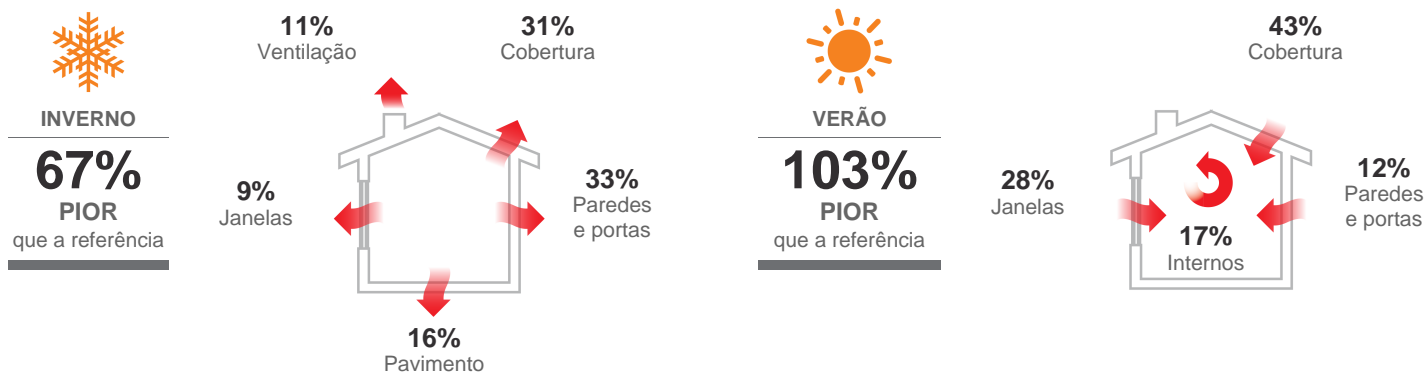 INVERNO
67%
PIOR
que a referência
11%
Ventilação
31%
Cobertura
9%
Janelas
33%
Paredes
e portas
16%
Pavimento
VERÃO
103%
PIOR
que a referência
43%
Cobertura
28%
Janelas
17%
Internos
12%
Paredes
e portas